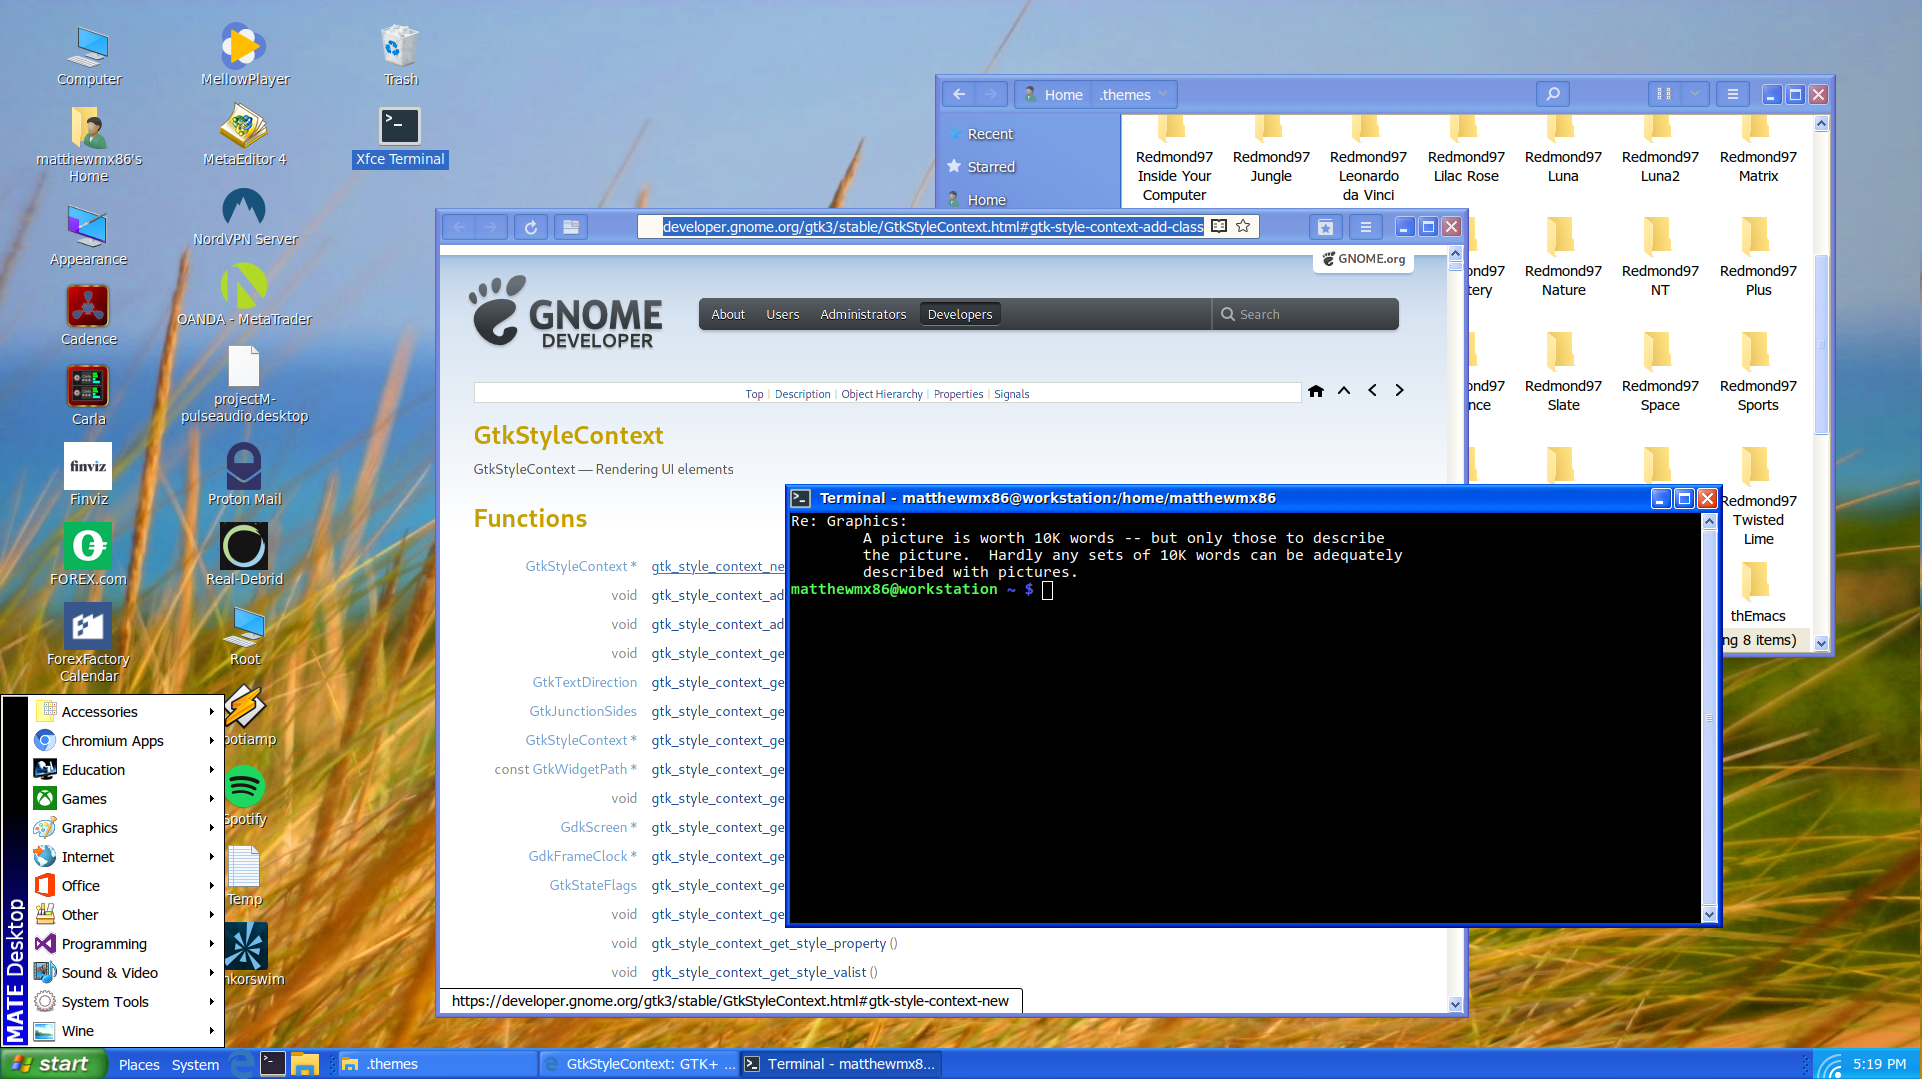 Computer
MellowPlayer
Trash
matthewmx86's
Home
MetaEditor 4
Xfce Terminal
Appearance
NordVPN Server
Cadence
OANDA - MetaTrader
Carla
projectM-
pulseaudio.desktop
finviz
Finviz
Proton Mail
FOREX.com
Real-Debrid
ForexFactory
Calendar
Root
otiamp
Spotify
Temp
nkorswim
Home
.themes
Recent
Starred
Home
Redmond97
Inside Your
Computer
Redmond97
Jungle
Redmond97
Leonardo
da Vinci
Redmond97
Lilac Rose
Redmond97
Luna
Redmond97
Luna2
Redmond97
Matrix
nd97
tery
Redmond97
Nature
Redmond97
NT
Redmond97
Plus
nd97
nce
Redmond97
Slate
Redmond97
Space
Redmond97
Sports
Redmond97
Twisted
Lime
thEmacs
ng 8 items)
developer.gnome.org/gtk3/stable/GtkStyleContext.html#gtk-style-context-add-class
GNOME.org
GNOME
DEVELOPER
About Users Administrators Developers Search
Top | Description | Object Hierarchy | Properties | Signals
GtkStyleContext
GtkStyleContext — Rendering UI elements
Functions
GtkStyleContext * gtk_style_context_ne
void gtk_style_context_ad
void gtk_style_context_ad
void gtk_style_context_ge
GtkTextDirection gtk_style_context_ge
GtkJunctionSides gtk_style_context_ge
GtkStyleContext * gtk_style_context_ge
const GtkWidgetPath * gtk_style_context_ge
void gtk_style_context_ge
GdkScreen * gtk_style_context_ge
GdkFrameClock * gtk_style_context_ge
GtkStateFlags gtk_style_context_ge
void gtk_style_context_ge
void gtk_style_context_get_style_property ()
void gtk_style_context_get_style_valist ()
https://developer.gnome.org/gtk3/stable/GtkStyleContext.html#gtk-style-context-new
Terminal - matthewmx86@workstation:/home/matthewmx86
Re: Graphics:
A picture is worth 10K words -- but only those to describe
the picture.  Hardly any sets of 10K words can be adequately
described with pictures.
matthewmx86@workstation ~ $
MATE Desktop
Accessories
Chromium Apps
Education
Games
Graphics
Internet
Office
Other
Programming
Sound & Video
System Tools
Wine
start
Places
System
.themes
GtkStyleContext: GTK+ ...
Terminal - matthewmx8...
5:19 PM